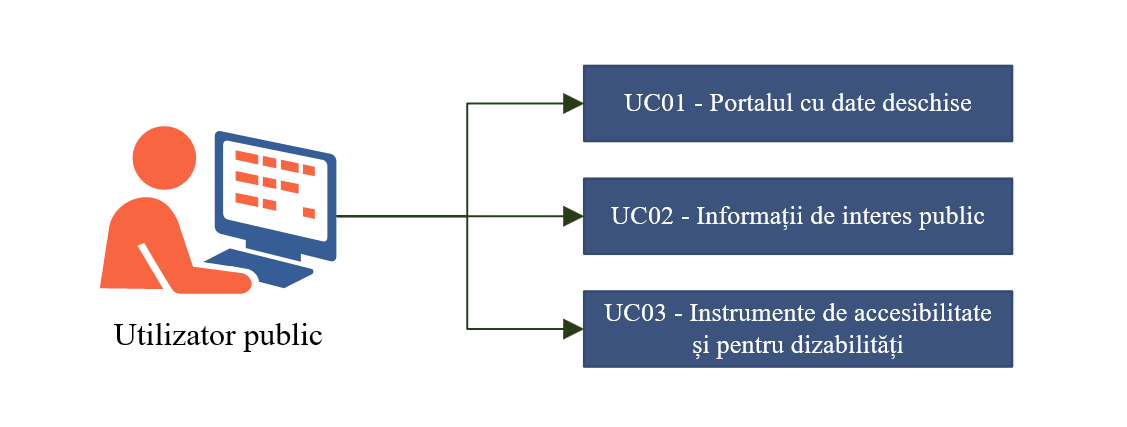 UC01 - Portalul cu date deschise
UC02 - Informații de interes public
UC03 - Instrumente de accesibilitate
și pentru dizabilități
Utilizator public